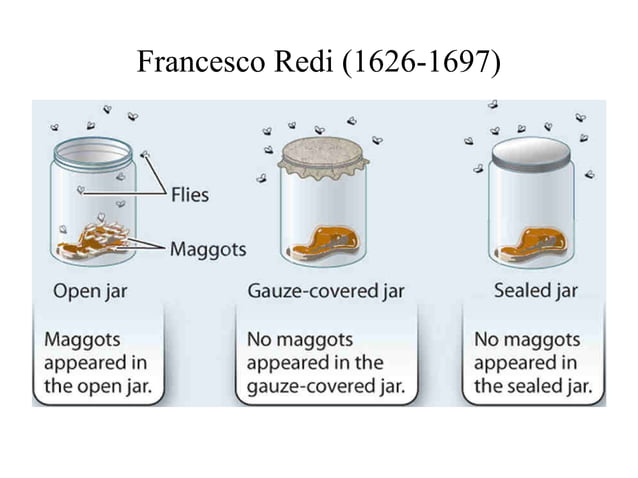 Francesco Redi (1626-1697)
Flies
Maggots
Open jar
Gauze-covered jar
Sealed jar
Maggots
appeared in
the open jar.
No maggots
appeared in the
gauze-covered jar.
No maggots
appeared in
the sealed jar.